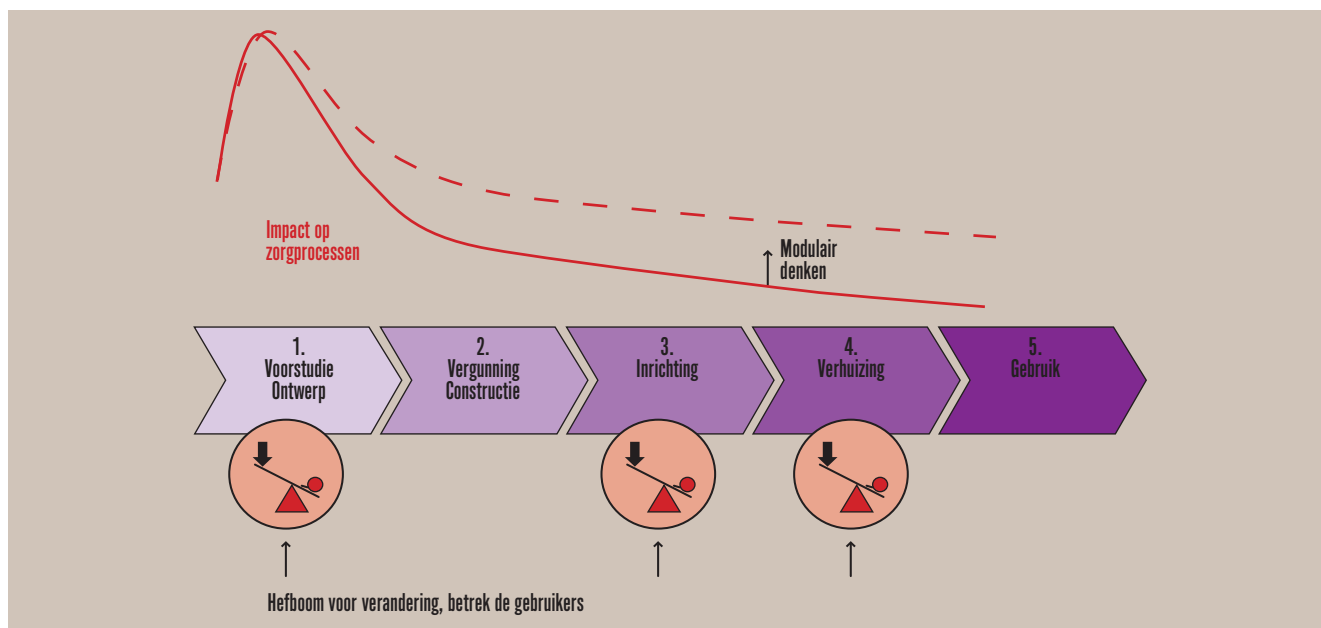 Impact op
zorgprocessen
Modulair
denken
1.
Voorstudie
Ontwerp
2.
Vergunning
Constructie
3.
Inrichting
4.
Verhuizing
5.
Gebruik
Hefboom voor verandering, betrek de gebruikers